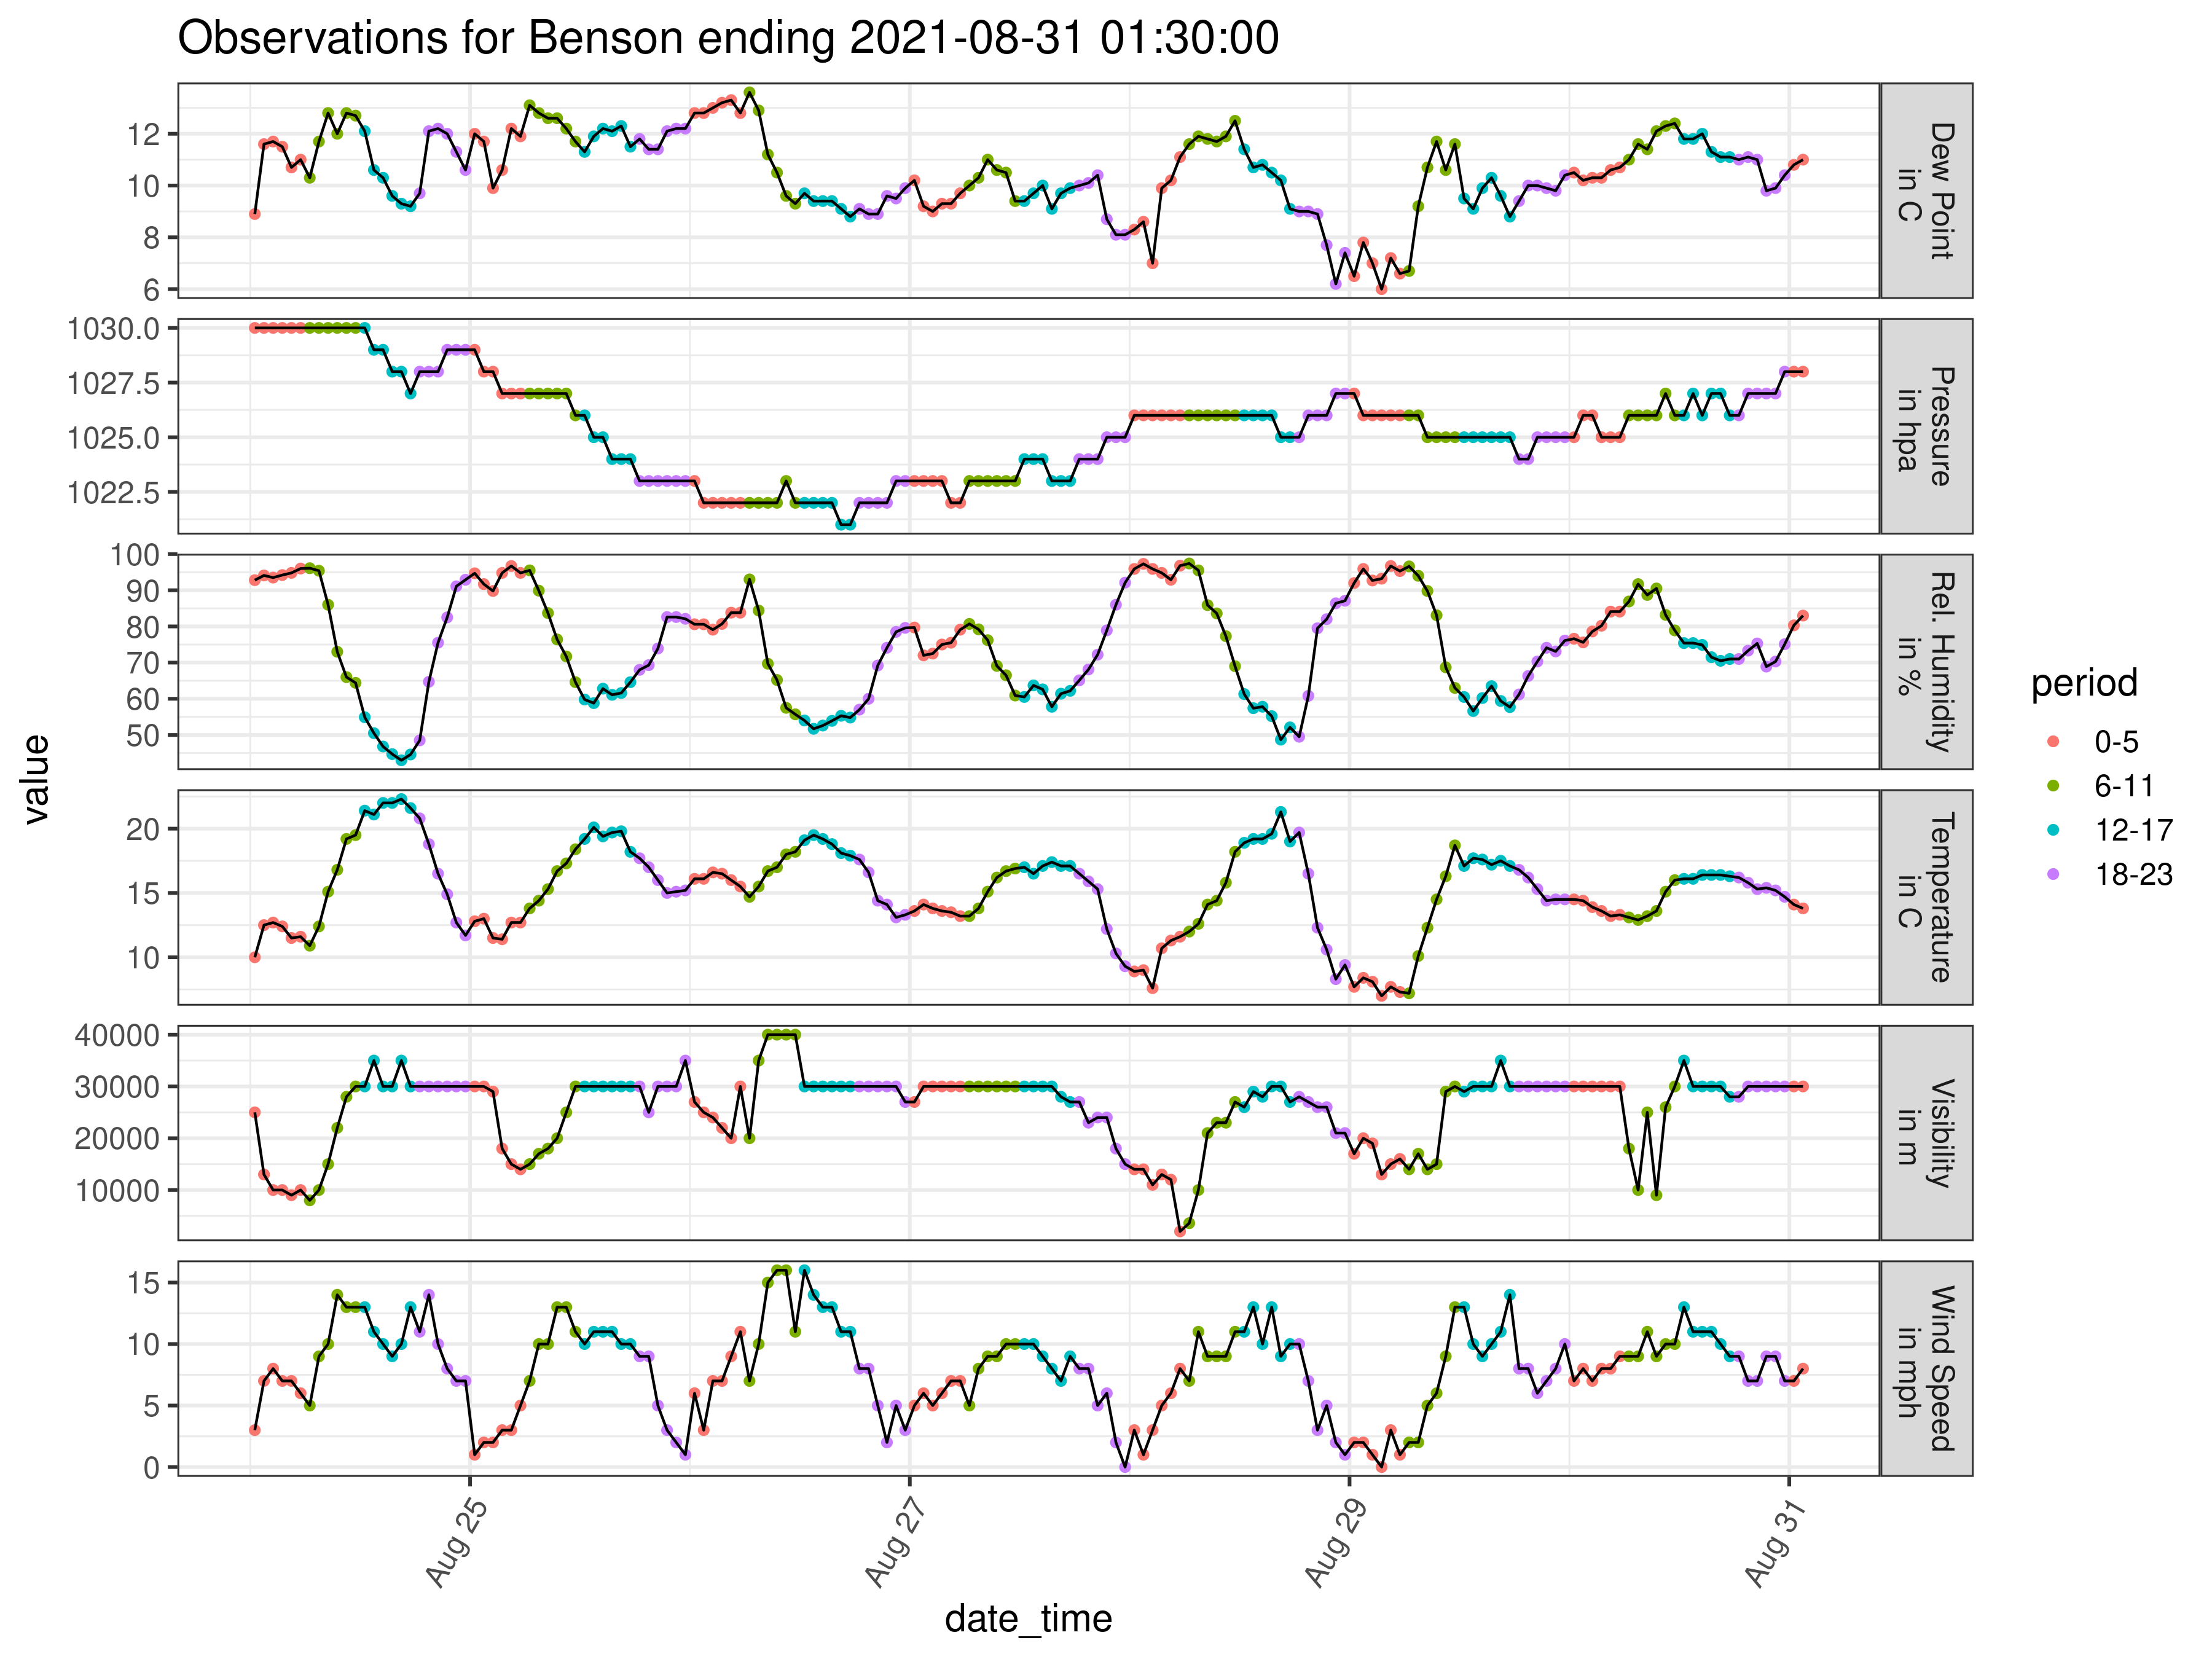 Observations for Benson ending 2021-08-31 01:30:00
value
12
10
8
6
Dew Point
in C
1030.0
1027.5
1025.0
1022.5
Pressure
in hpa
100
90
80
70
60
50
Rel. Humidity
in %
20
15
10
Temperature
in C
40000
30000
20000
10000
Visibility
in m
15
10
5
0
Wind Speed
in mph
Aug 25
Aug 27
Aug 29
Aug 31
date_time
period
0-5
6-11
12-17
18-23